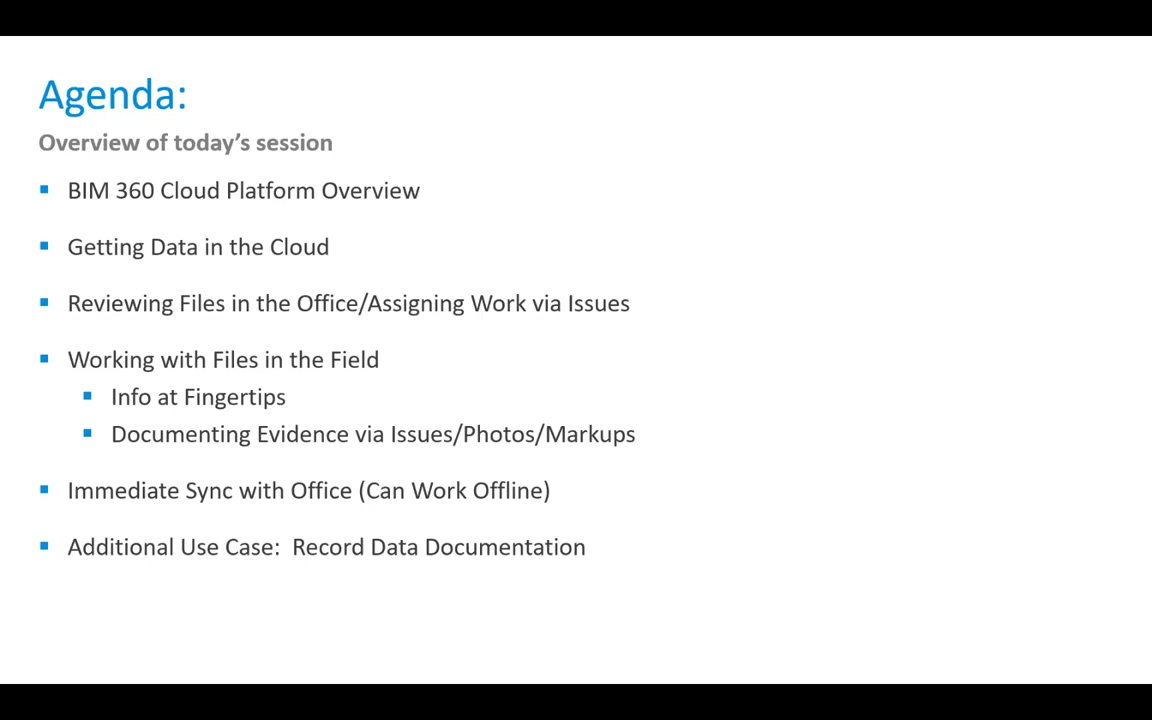 Agenda:
Overview of today’s session
BIM 360 Cloud Platform Overview
Getting Data in the Cloud
Reviewing Files in the Office/Assigning Work via Issues
Working with Files in the Field
Info at Fingertips
Documenting Evidence via Issues/Photos/Markups
Immediate Sync with Office (Can Work Offline)
Additional Use Case:  Record Data Documentation